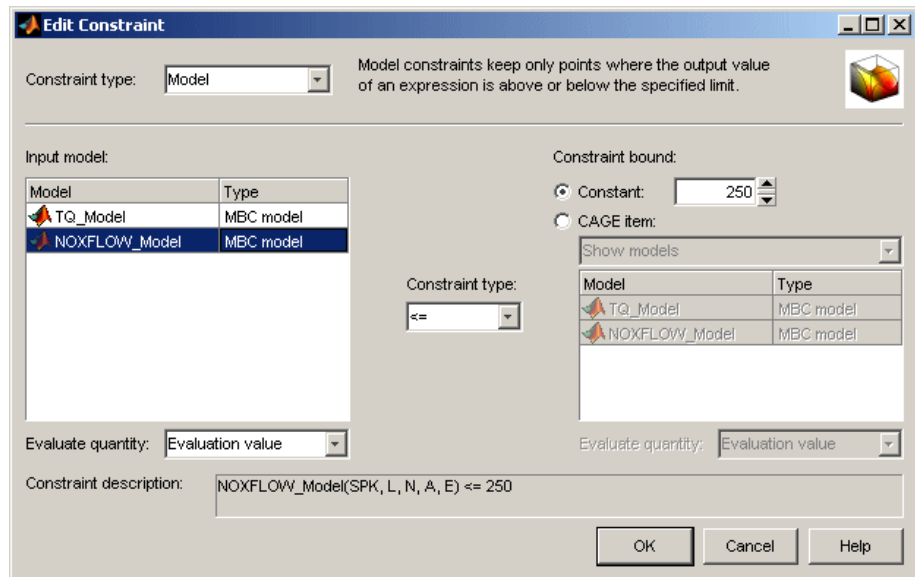 Edit Constraint
Constraint type: Model
Model constraints keep only points where the output value
of an expression is above or below the specified limit.
Input model:
Model Type
TQ_Model MBC model
NOXFLOW_Model MBC model
Evaluate quantity: Evaluation value
Constraint type:
<=
Constraint bound:
Constant: 250
CAGE item:
Show models
Model Type
TQ_Model MBC model
NOXFLOW_Model MBC model
Evaluate quantity: Evaluation value
Constraint description: NOXFLOW_Model(SPK, L, N, A, E) <= 250
OK Cancel Help